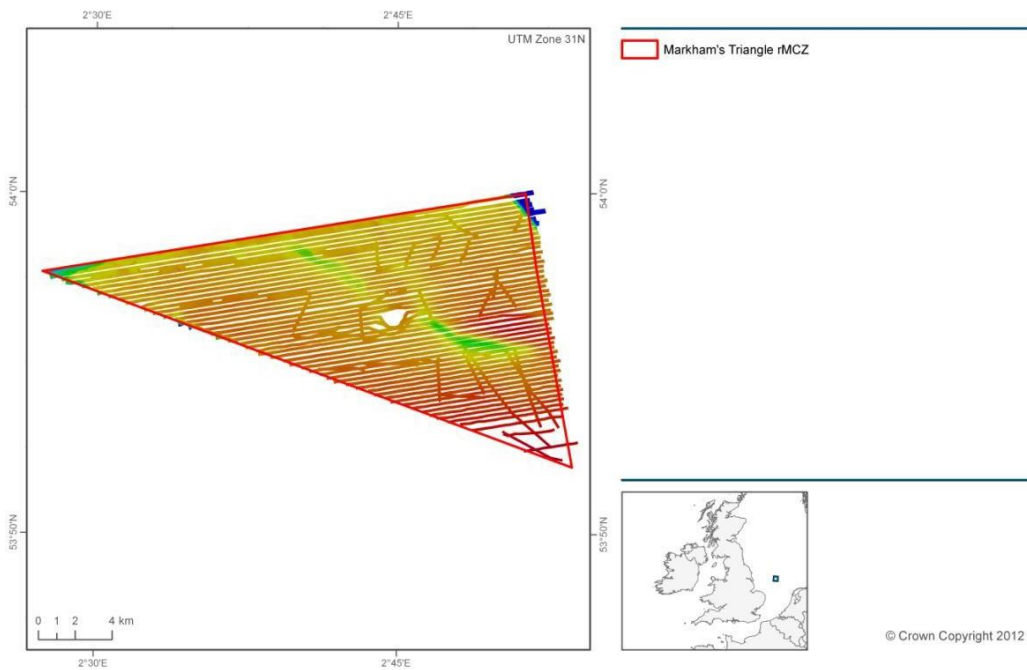 2°30'E 2°45'E
UTM Zone 31N
Markham's Triangle rMCZ
54°0'N 54°0'N
53°50'N 53°50'N
0 1 2 4 km
2°30'E 2°45'E
© Crown Copyright 2012